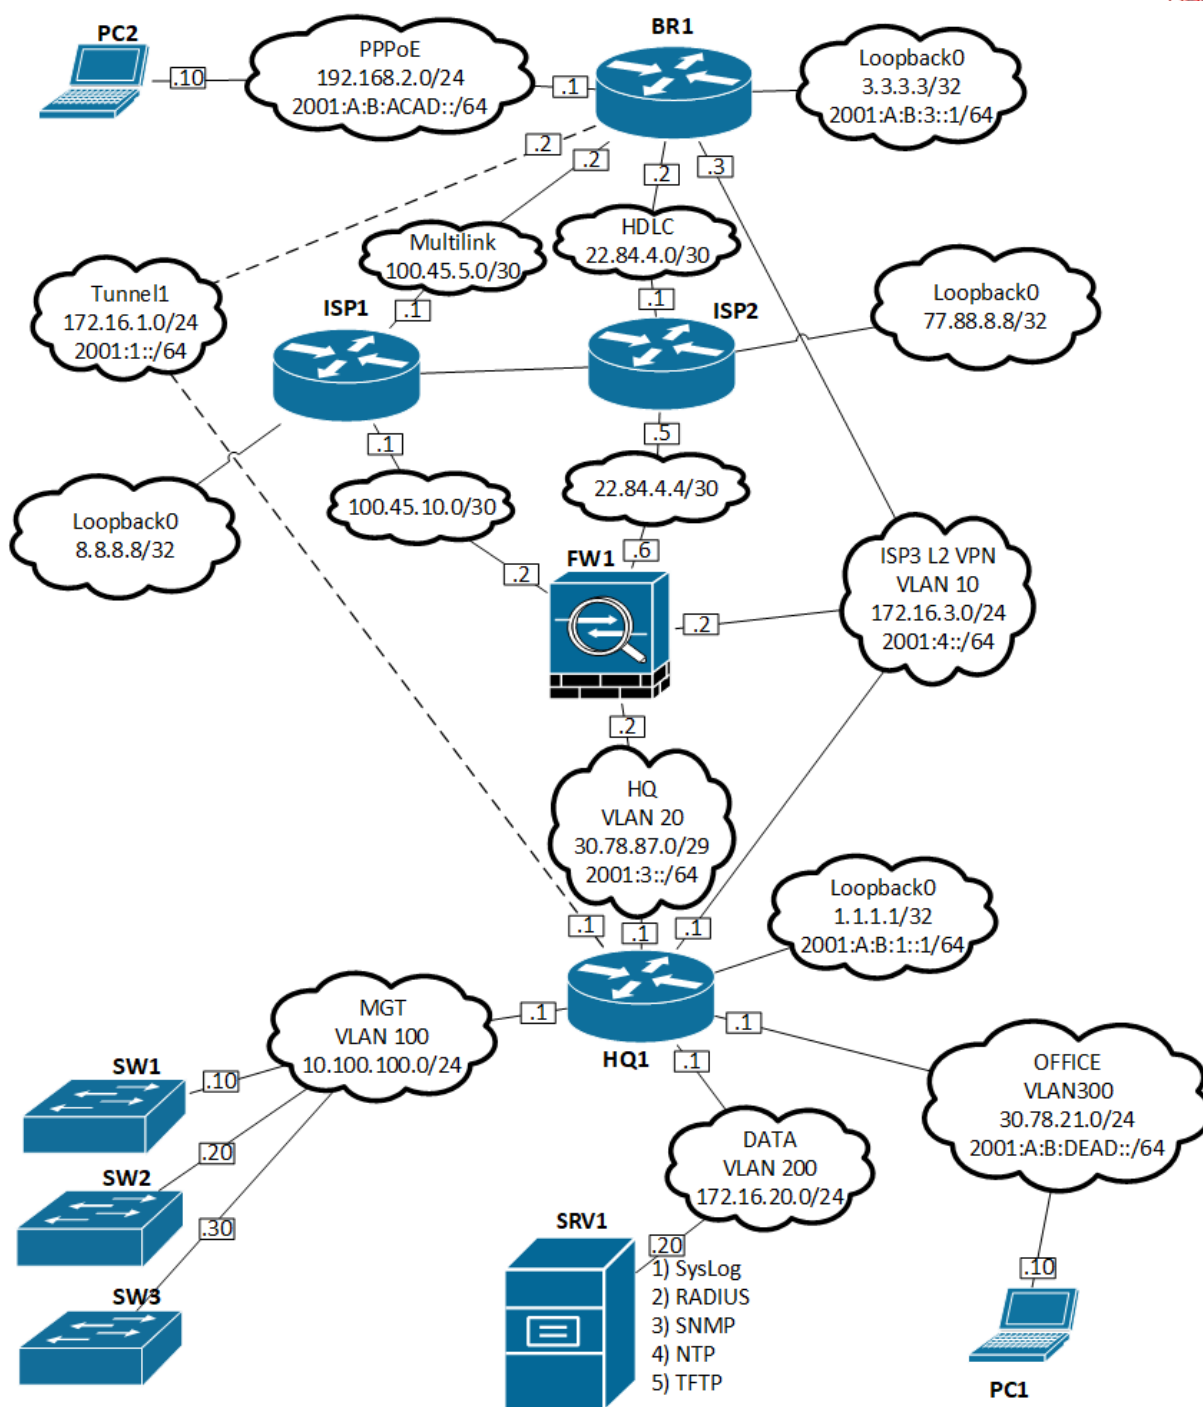 PC2
BR1
PPPoE
192.168.2.0/24
2001:A:B:ACAD::/64
.10
.1
Loopback0
3.3.3.3/32
2001:A:B:3::1/64
.2
.2
.2
.3
Multilink
100.45.5.0/30
HDLC
22.84.4.0/30
Tunnel1
172.16.1.0/24
2001:1::/64
ISP1
.1
.1
ISP2
Loopback0
77.88.8.8/32
.1
.5
100.45.10.0/30
22.84.4.4/30
Loopback0
8.8.8.8/32
FW1
.2
.6
.2
ISP3 L2 VPN
VLAN 10
172.16.3.0/24
2001:4::/64
.2
HQ
VLAN 20
30.78.87.0/29
2001:3::/64
.1
.1
.1
Loopback0
1.1.1.1/32
2001:A:B:1::1/64
MGT
VLAN 100
10.100.100.0/24
.1
.1
HQ1
.1
SW1
.10
SW2
.20
SW3
.30
OFFICE
VLAN300
30.78.21.0/24
2001:A:B:DEAD::/64
DATA
VLAN 200
172.16.20.0/24
SRV1
.20
1) SysLog
2) RADIUS
3) SNMP
4) NTP
5) TFTP
.10
PC1